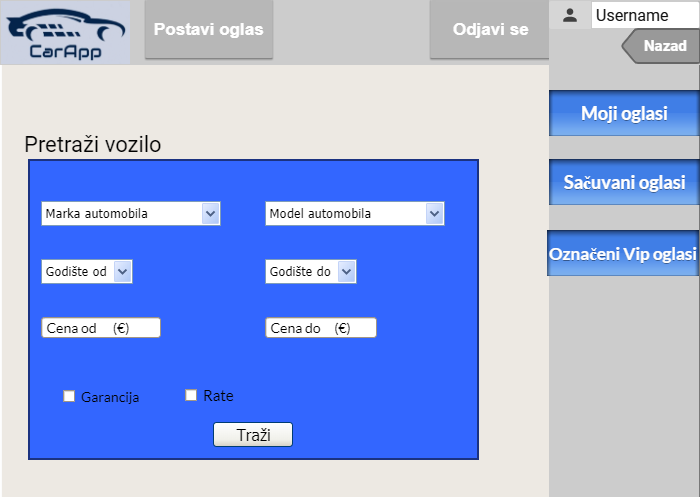 CarApp
Postavi oglas
Odjavi se
Username
Nazad
Moji oglasi
Sačuvani oglasi
Označeni Vip oglasi
Pretraži vozilo
Marka automobila
Model automobila
Godište od
Godište do
Cena od (€)
Cena do (€)
Garancija
Rate
Traži